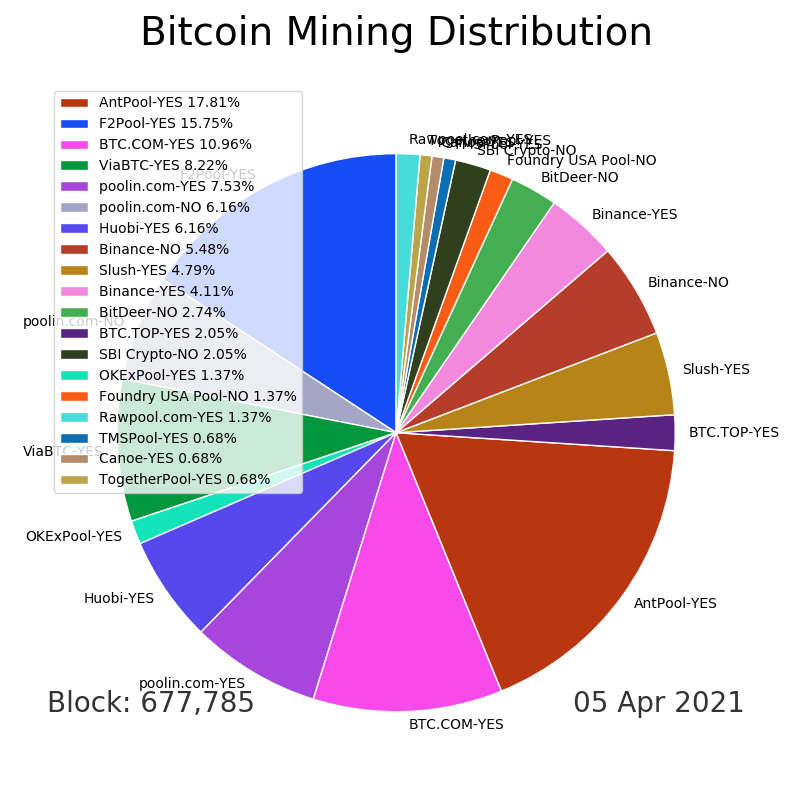 Bitcoin Mining Distribution
AntPool-YES 17.81%
F2Pool-YES 15.75%
BTC.COM-YES 10.96%
ViaBTC-YES 8.22%
poolin.com-YES 7.53%
poolin.com-NO 6.16%
Huobi-YES 6.16%
Binance-NO 5.48%
Slush-YES 4.79%
Binance-YES 4.11%
BitDeer-NO 2.74%
BTC.TOP-YES 2.05%
SBI Crypto-NO 2.05%
OKExPool-YES 1.37%
Foundry USA Pool-NO 1.37%
Rawpool.com-YES 1.37%
TMSPool-YES 0.68%
Canoe-YES 0.68%
TogetherPool-YES 0.68%
Rawpool.com-YES
SBI Crypto-NO
Foundry USA Pool-NO
BitDeer-NO
Binance-YES
Binance-NO
Slush-YES
BTC.TOP-YES
AntPool-YES
BTC.COM-YES
poolin.com-YES
Huobi-YES
OKExPool-YES
ViaBTC-YES
poolin.com-NO
F2Pool-YES
Block: 677,785
05 Apr 2021